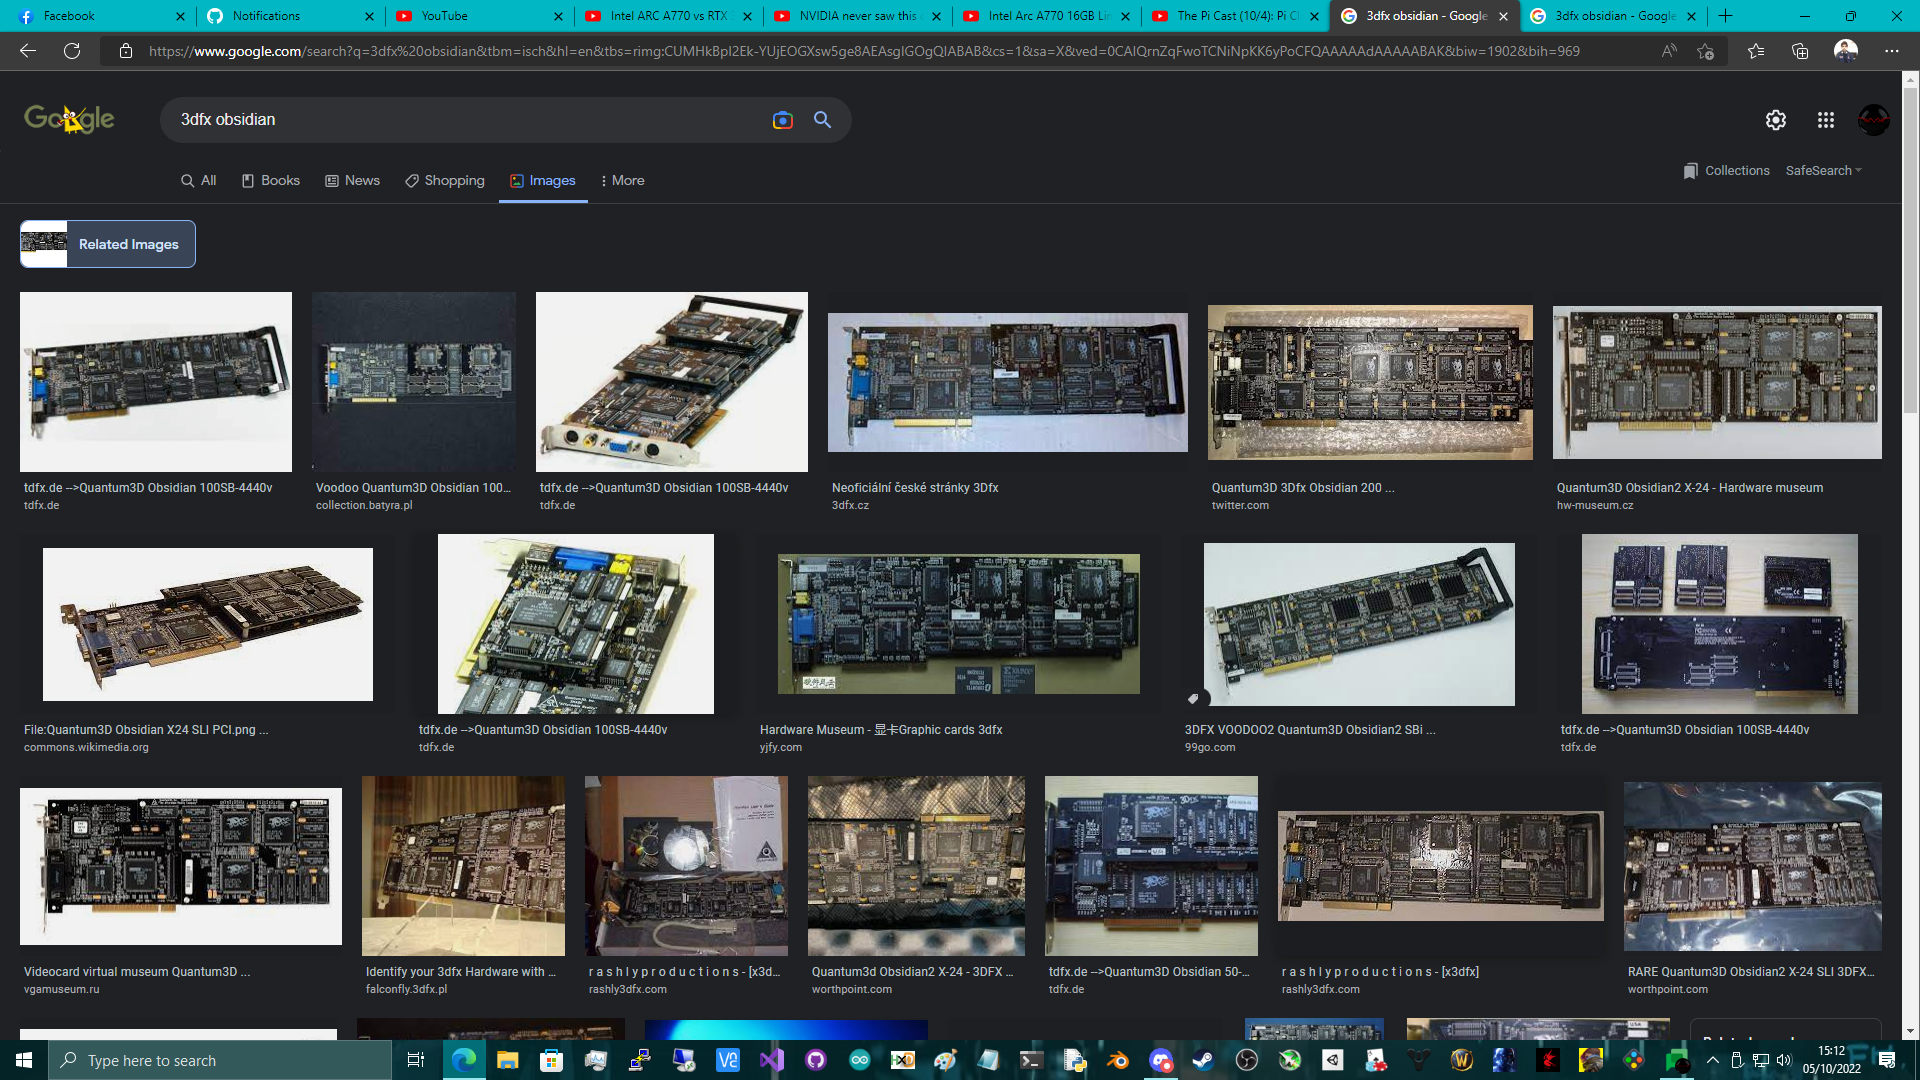 Facebook
Notifications
YouTube
Intel ARC A770 vs RTX
NVIDIA never saw this
Intel Arc A770 16GB Lin
The Pi Cast (10/4): Pi Cl
3dfx obsidian - Google
3dfx obsidian - Google
https://www.google.com/search?q=3dfx%20obsidian&tbm=isch&hl=en&tbs=rimg:CUMHkBpI2Ek-YUjEOGXsw5ge8AEAsgIGOgQIABAB&cs=1&sa=X&ved=0CAIQrnZqFwoTCNiNpKK6yPoCFQAAAAAdAAAAABAK&biw=1902&bih=969
Google
3dfx obsidian
All
Books
News
Shopping
Images
More
Collections
SafeSearch
Related Images
tdfx.de -->Quantum3D Obsidian 100SB-4440v
tdfx.de
Voodoo Quantum3D Obsidian 100...
collection.batyra.pl
tdfx.de -->Quantum3D Obsidian 100SB-4440v
tdfx.de
Neoficiální české stránky 3Dfx
3dfx.cz
Quantum3D 3Dfx Obsidian 200 ...
twitter.com
Quantum3D Obsidian2 X-24 - Hardware museum
hw-museum.cz
File:Quantum3D Obsidian X24 SLI PCI.png ...
commons.wikimedia.org
tdfx.de -->Quantum3D Obsidian 100SB-4440v
tdfx.de
Hardware Museum - 显卡Graphic cards 3dfx
yjfy.com
3DFX VOODOO2 Quantum3D Obsidian2 SBi ...
99go.com
tdfx.de -->Quantum3D Obsidian 100SB-4440v
tdfx.de
Videocard virtual museum Quantum3D ...
vgamuseum.ru
Identify your 3dfx Hardware with ...
falconfly.3dfx.pl
r a s h l y p r o d u c t i o n s - [x3d...
rashly3dfx.com
Quantum3d Obsidian2 X-24 - 3DFX ...
worthpoint.com
tdfx.de -->Quantum3D Obsidian 50-...
tdfx.de
r a s h l y p r o d u c t i o n s - [x3dfx]
rashly3dfx.com
RARE Quantum3D Obsidian2 X-24 SLI 3DFX...
worthpoint.com
Type here to search
15:12
05/10/2022